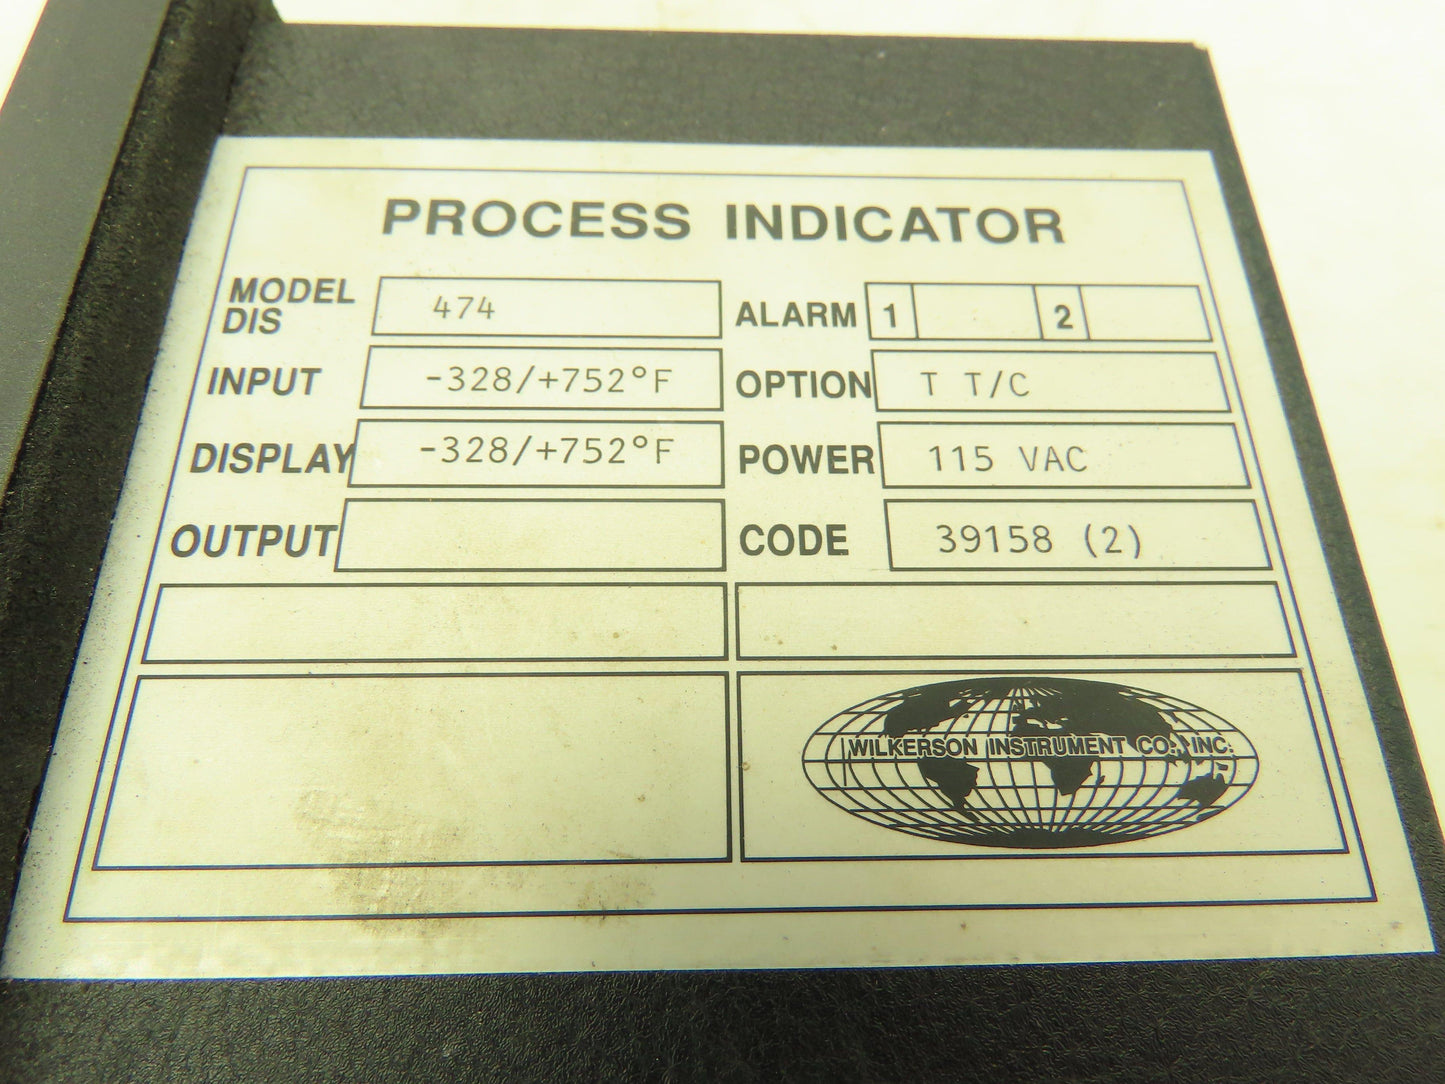 PROCESS INDICATOR
MODEL DIS 474 ALARM 1 2
INPUT -328/+752°F OPTION T T/C
DISPLAY -328/+752°F POWER 115 VAC
OUTPUT CODE 39158 (2)
WILKERSON INSTRUMENT CO., INC.